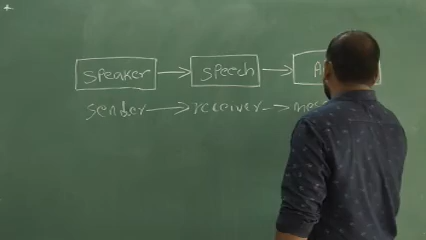 speaker → speech → A
sender → receiver → mes